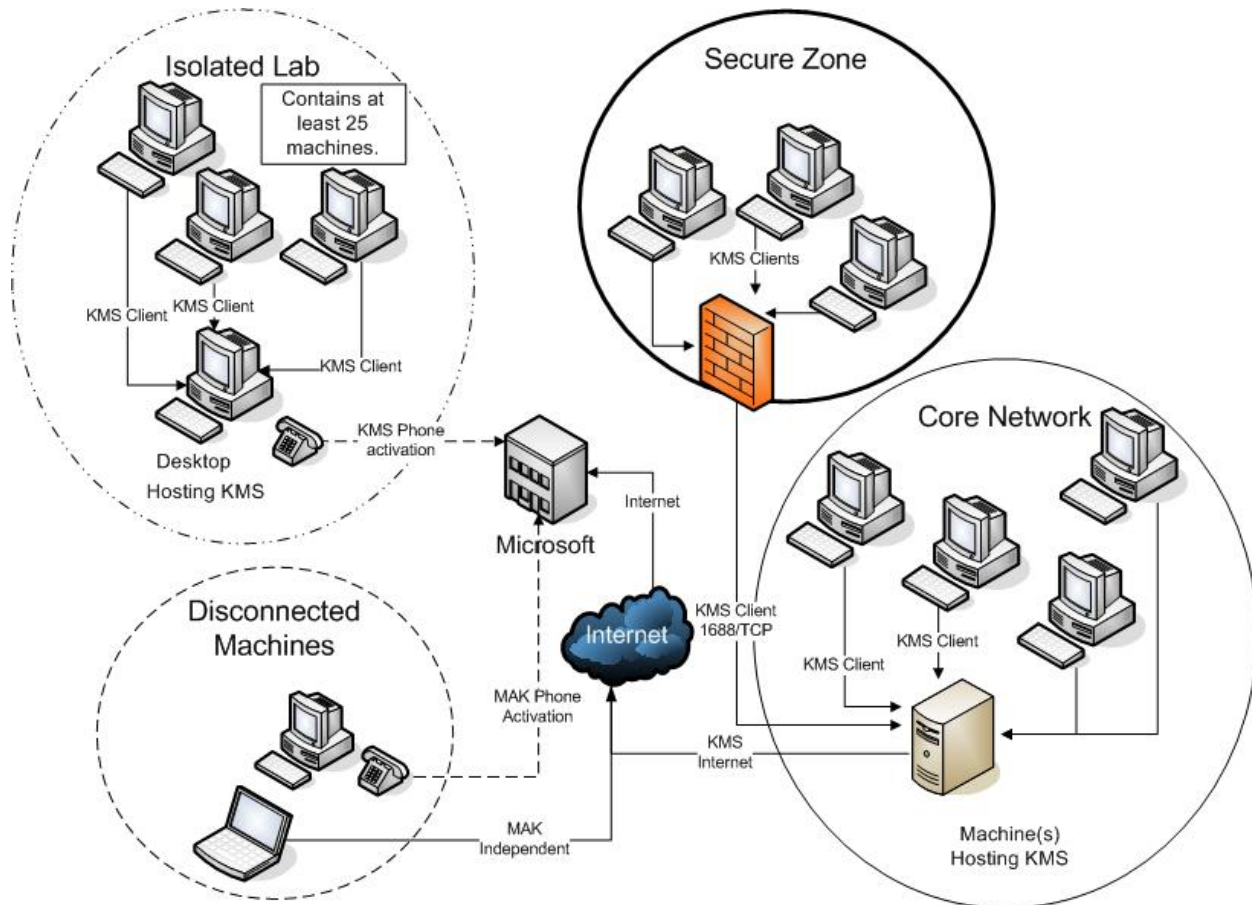 Isolated Lab
Contains at
least 25
machines.
KMS Client
KMS Client
KMS Client
Desktop
Hosting KMS
KMS Phone
activation
Secure Zone
KMS Clients
Microsoft
Internet
Internet
KMS Client
1688/TCP
Core Network
KMS Client
KMS Client
Machine(s)
Hosting KMS
KMS
Internet
Disconnected
Machines
MAK Phone
Activation
MAK
Independent